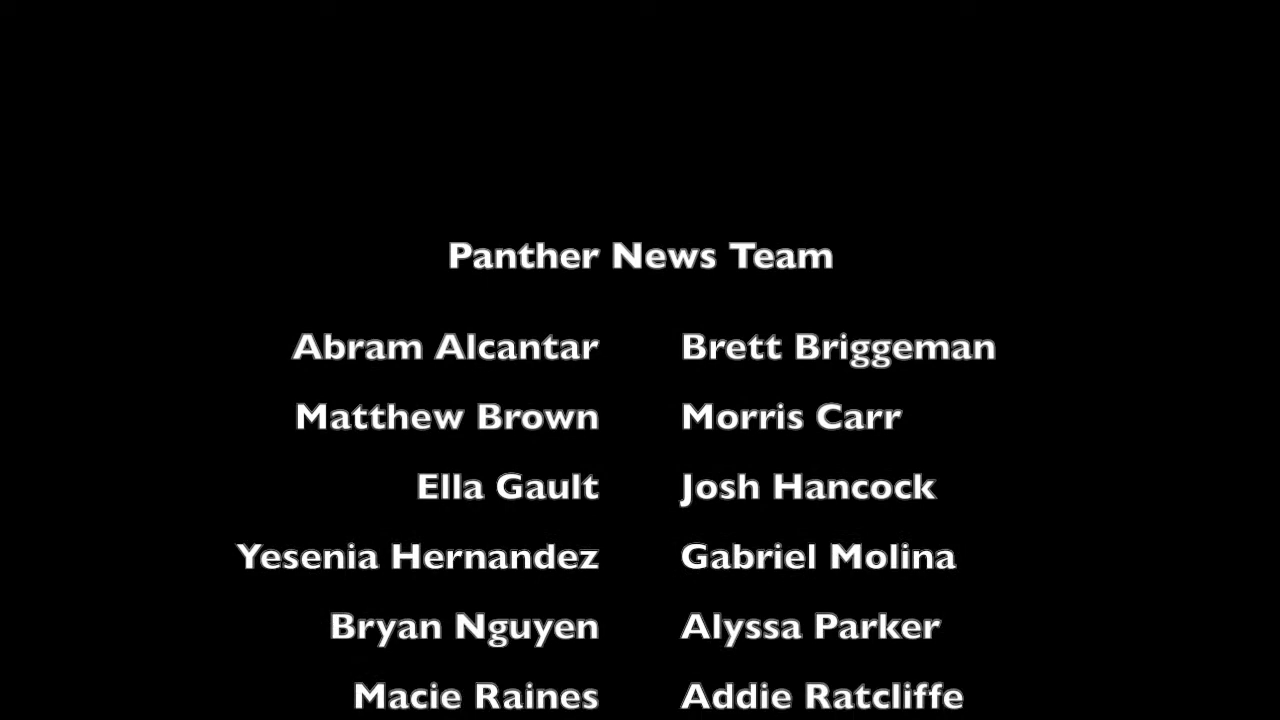 Panther News Team
Abram Alcantar Brett Briggeman
Matthew Brown Morris Carr
Ella Gault Josh Hancock
Yesenia Hernandez Gabriel Molina
Bryan Nguyen Alyssa Parker
Macie Raines Addie Ratcliffe